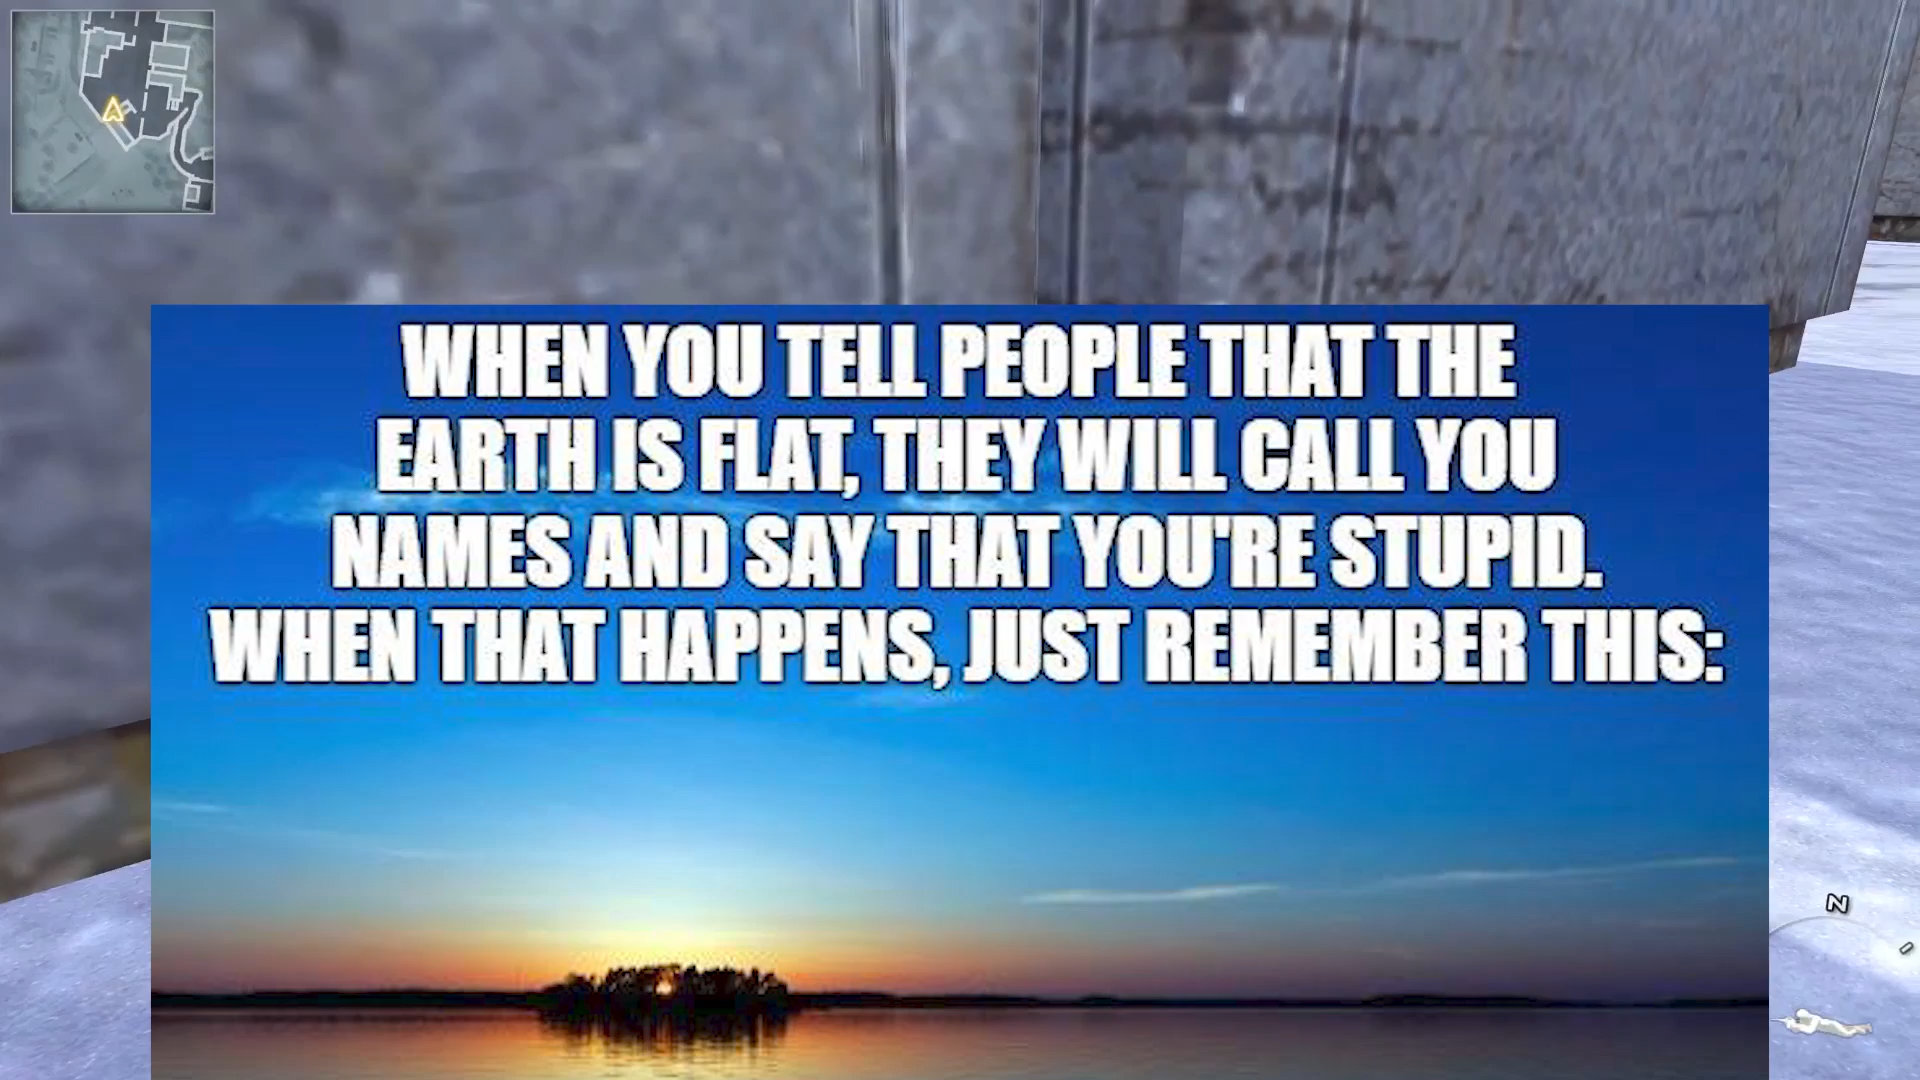 WHEN YOU TELL PEOPLE THAT THE
EARTH IS FLAT, THEY WILL CALL YOU
NAMES AND SAY THAT YOU'RE STUPID.
WHEN THAT HAPPENS, JUST REMEMBER THIS:
N